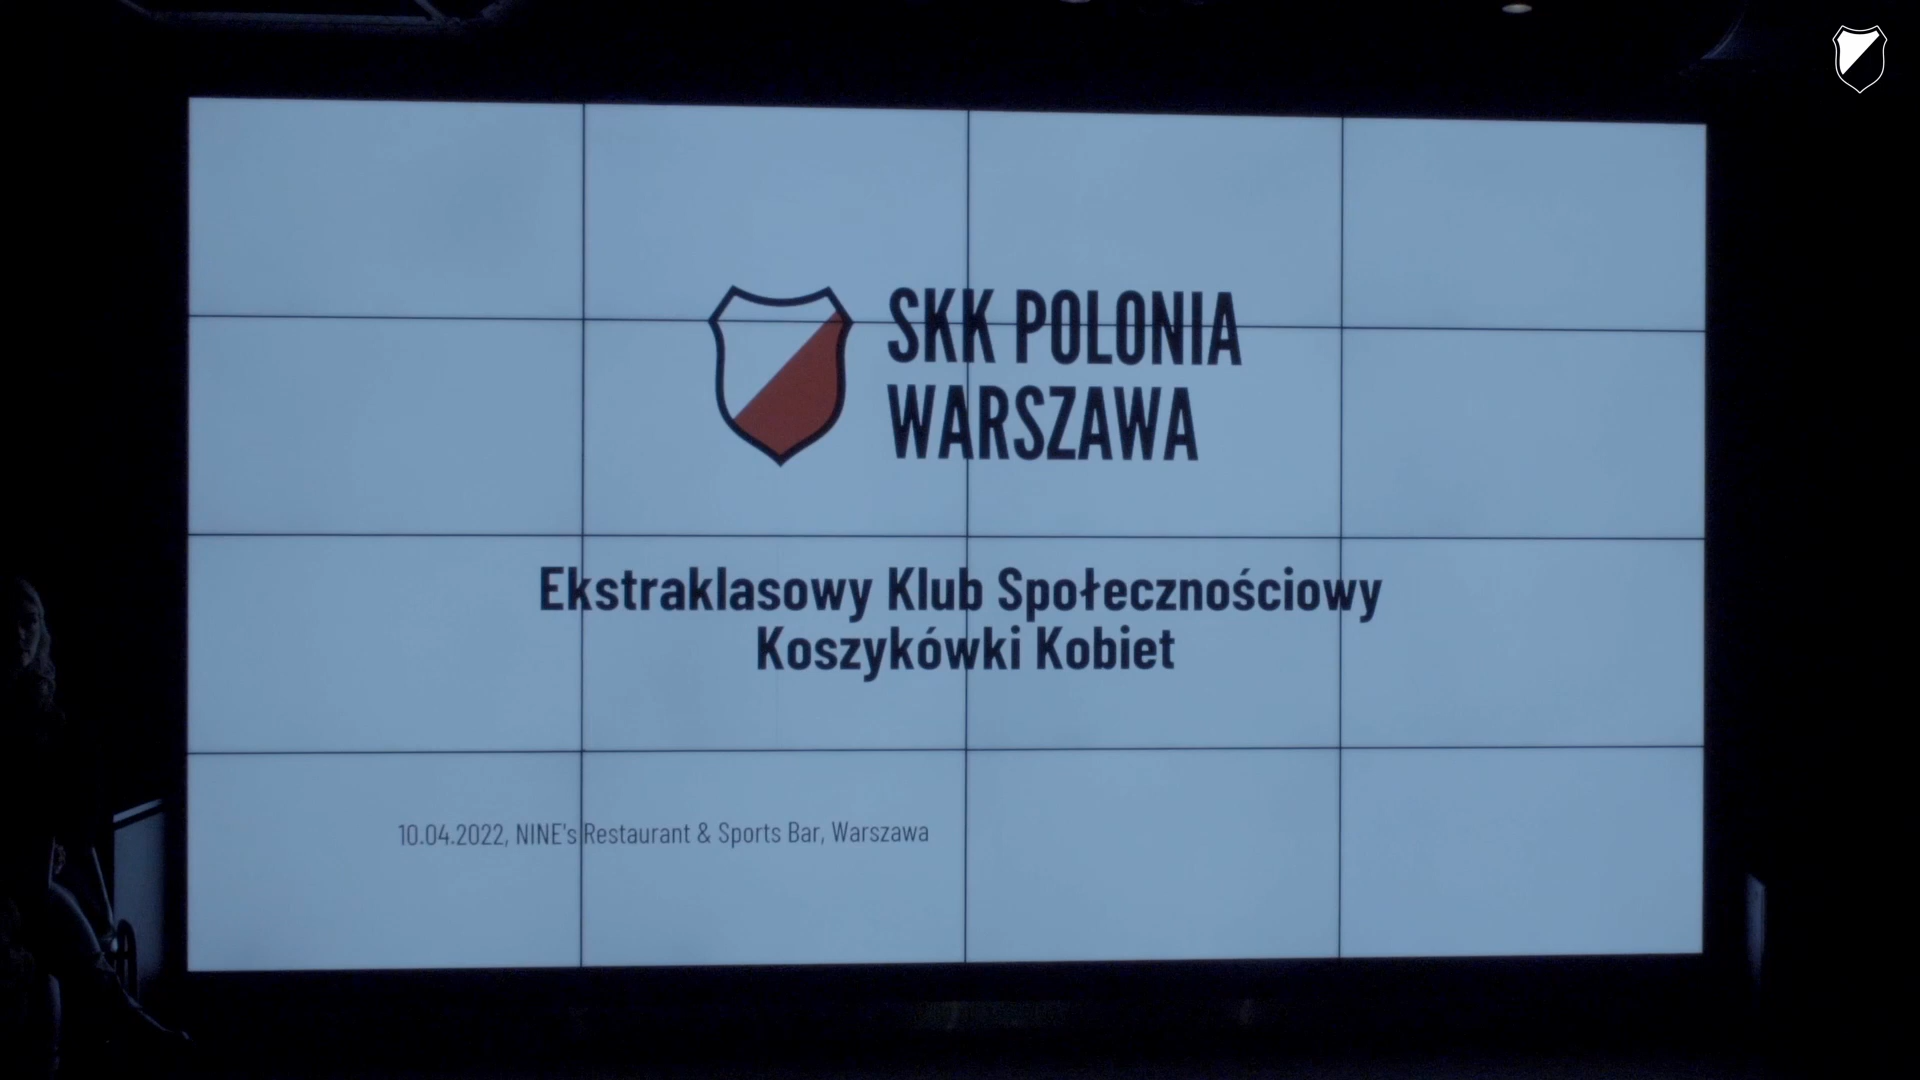 SKK POLONIA
WARSZAWA
Ekstraklasowy Klub Społecznościowy
Koszykówki Kobiet
10.04.2022, NINE's Restaurant & Sports Bar, Warszawa